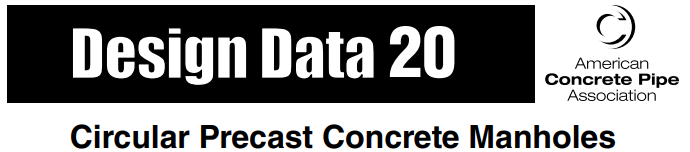 Design Data 20
American
Concrete Pipe
Association
Circular Precast Concrete Manholes